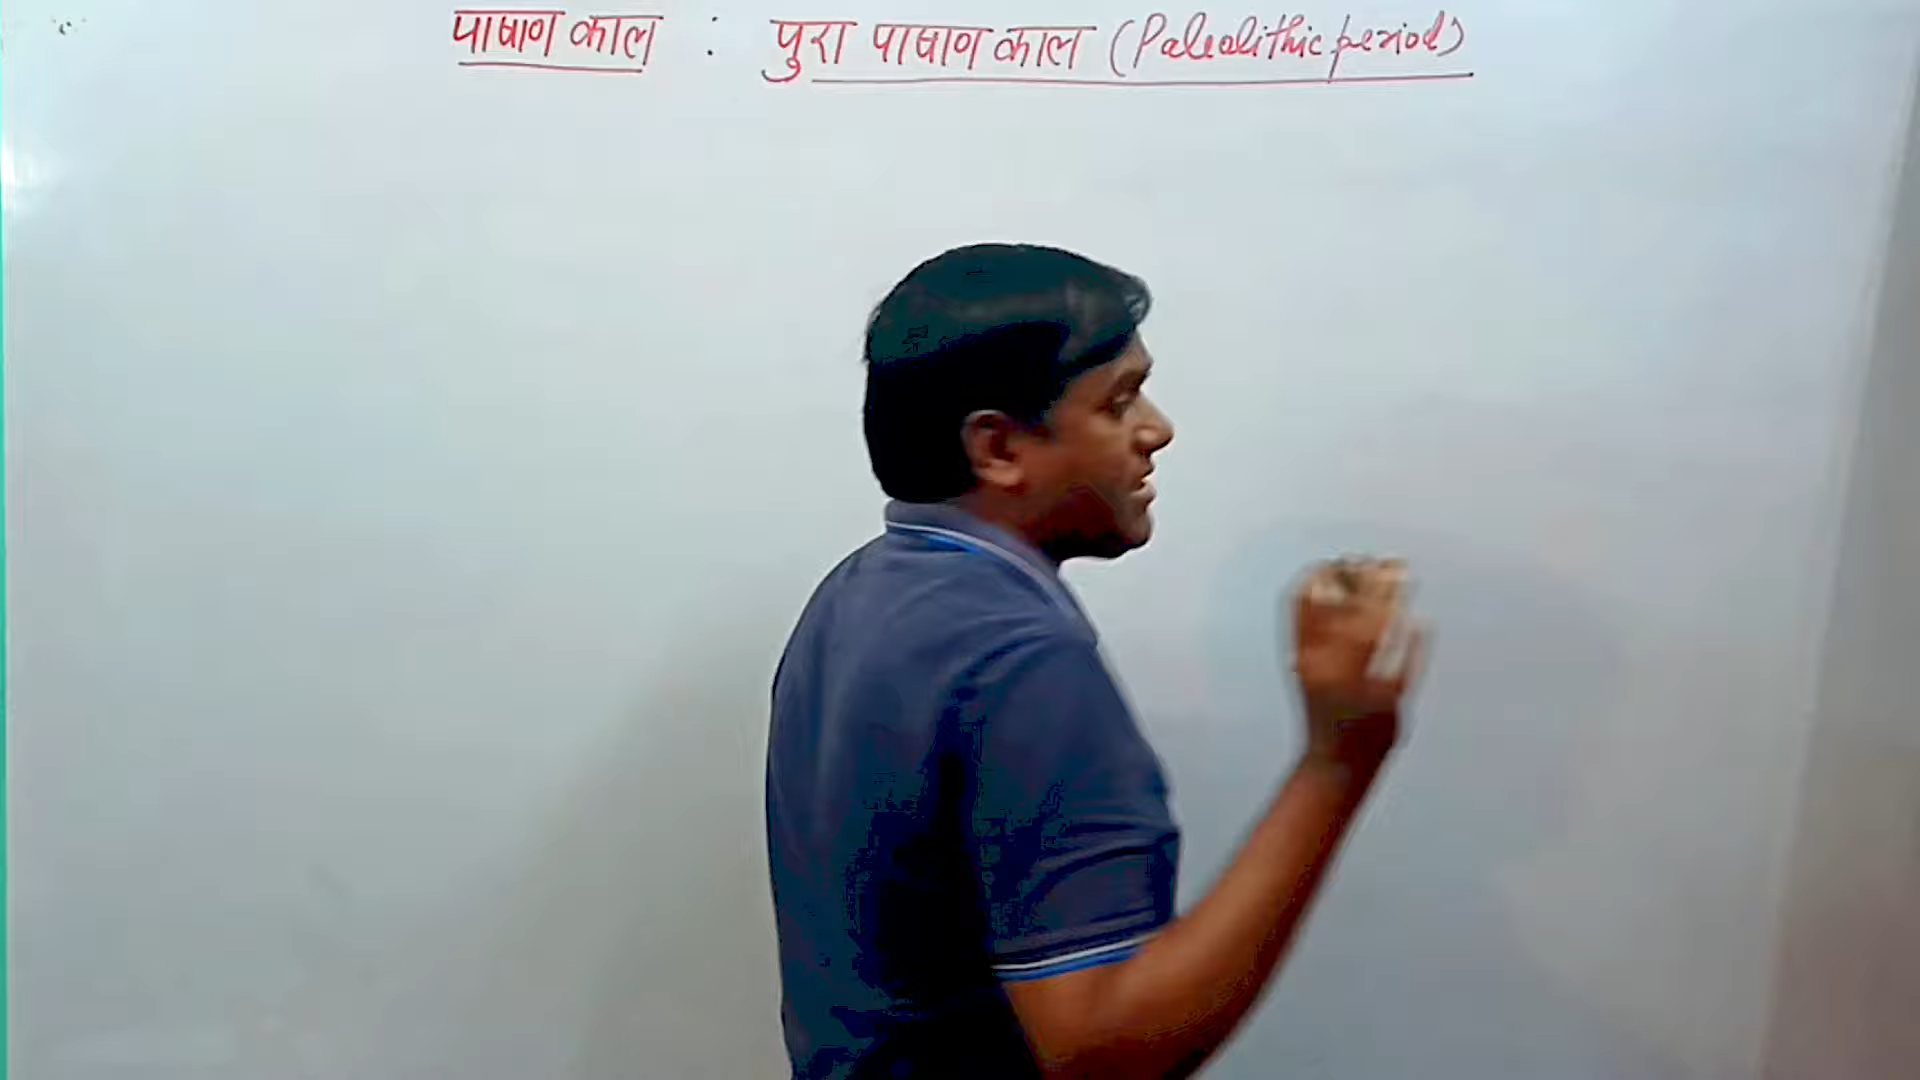 पाषाण काल : पुरा पाषाण काल (Paleolithic period)